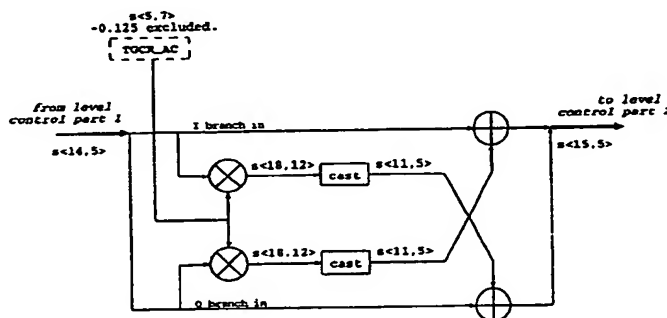 s<5,7>
-0.125 excluded.
TGCR_AC
from level
control part 1
to level
control part 2
I branch in
s<14,5>
s<15,5>
s<18,12>
s<11,5>
cast
s<18,12>
s<11,5>
cast
Q branch in